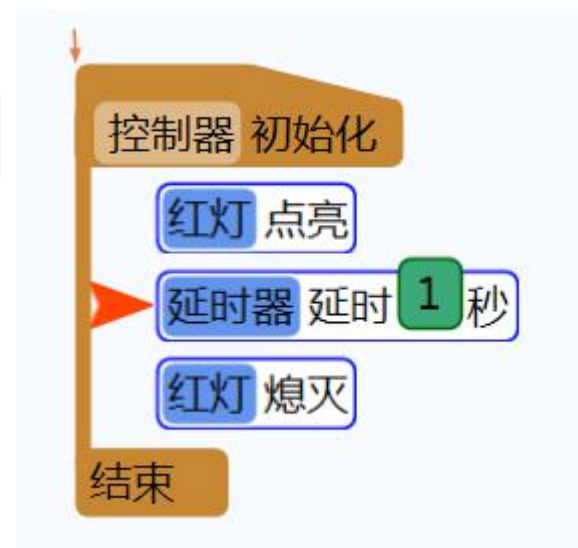 控制器 初始化
红灯 点亮
延时器 延时 1 秒
红灯 熄灭
结束